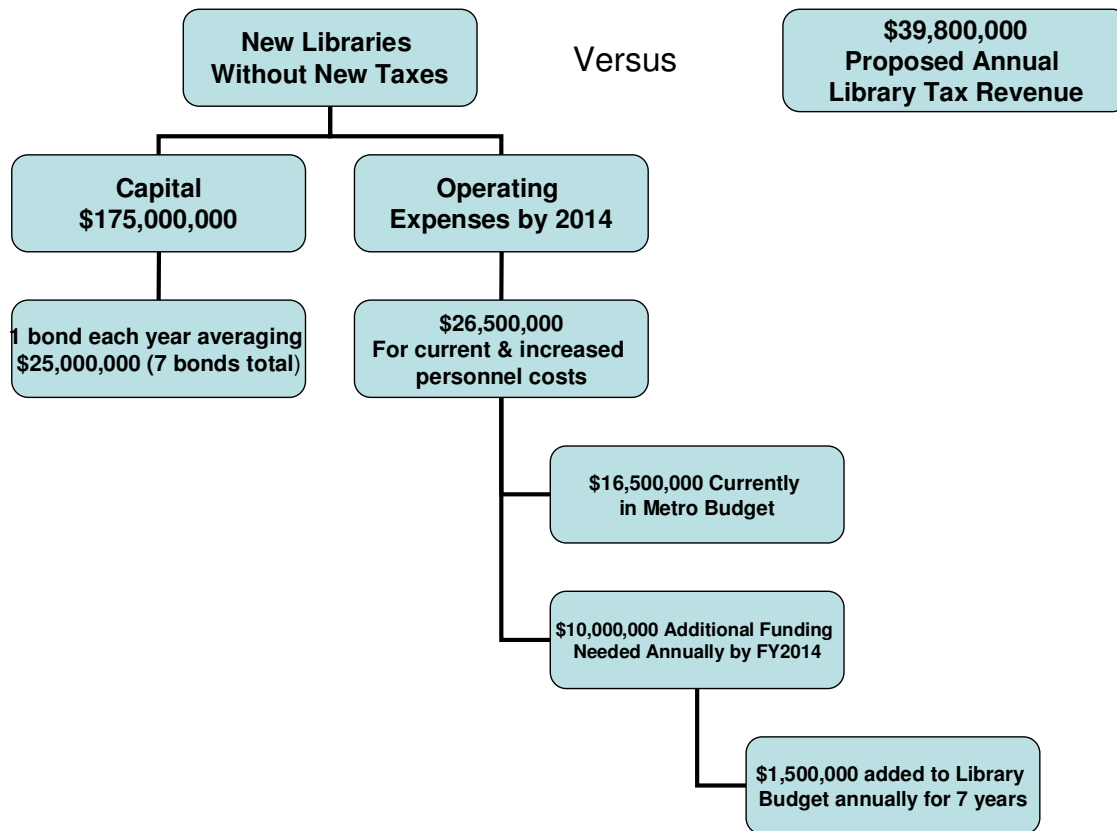 New Libraries
Without New Taxes
Versus
$39,800,000
Proposed Annual
Library Tax Revenue
Capital
$175,000,000
Operating
Expenses by 2014
1 bond each year averaging
$25,000,000 (7 bonds total)
$26,500,000
For current & increased
personnel costs
$16,500,000 Currently
in Metro Budget
$10,000,000 Additional Funding
Needed Annually by FY2014
$1,500,000 added to Library
Budget annually for 7 years